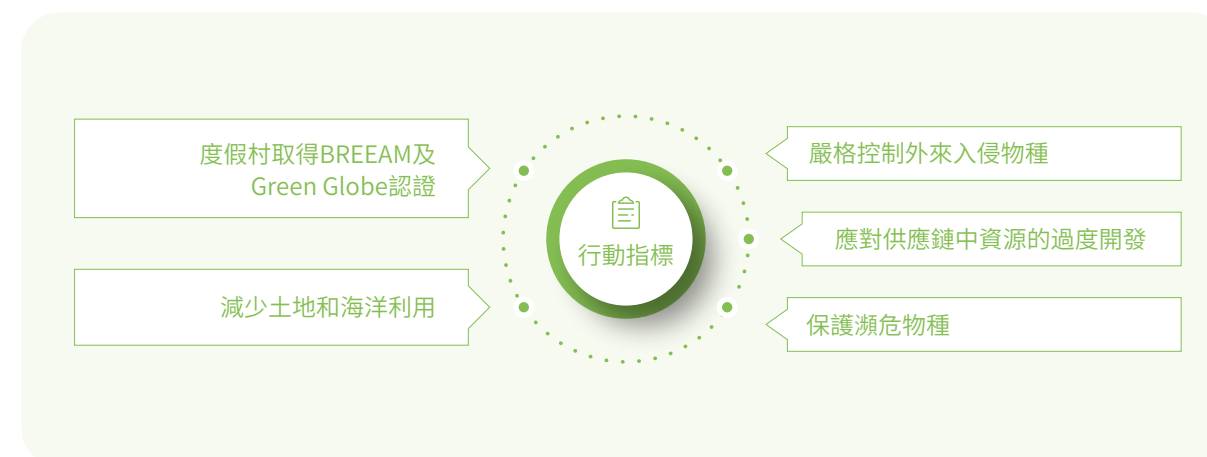 度假村取得BREEAM及
Green Globe認證
減少土地和海洋利用
行動指標
嚴格控制外來入侵物種
應對供應鏈中資源的過度開發
保護瀕危物種